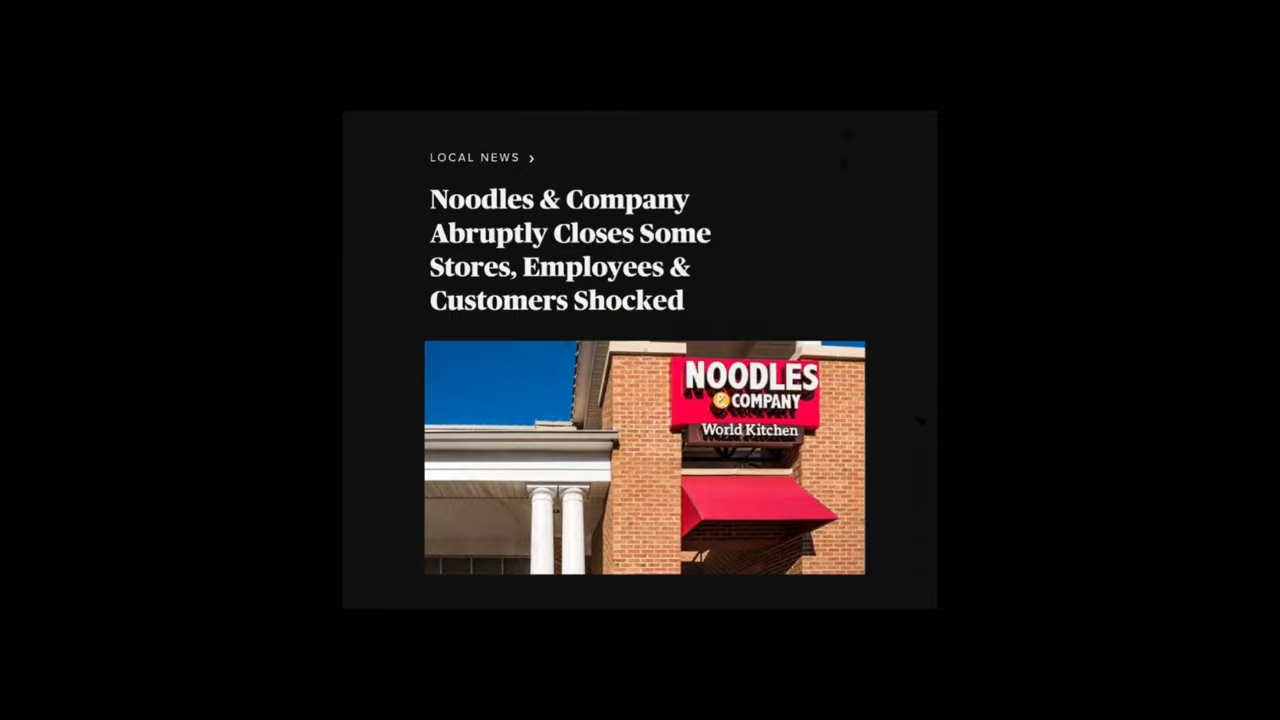 LOCAL NEWS ›
Noodles & Company
Abruptly Closes Some
Stores, Employees &
Customers Shocked
NOODLES
& COMPANY
World Kitchen